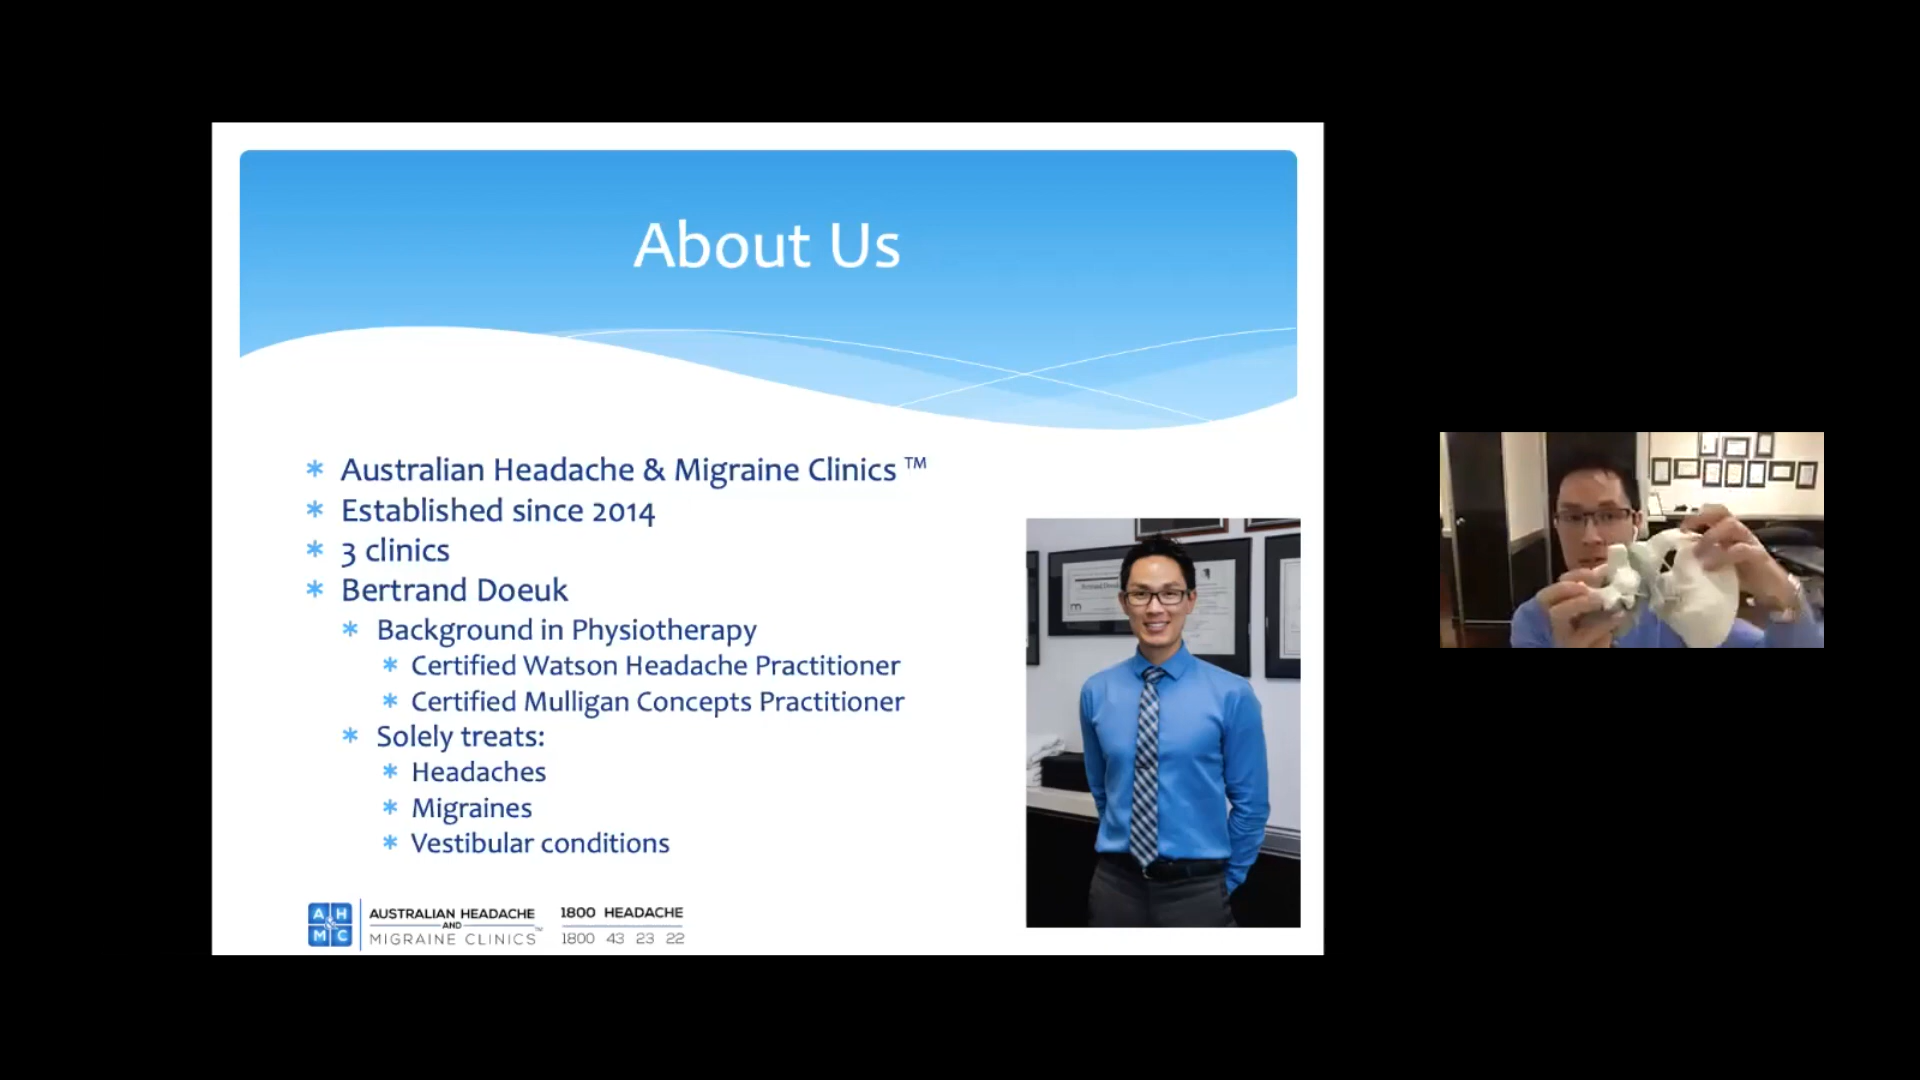 About Us
* Australian Headache & Migraine Clinics ™
* Established since 2014
* 3 clinics
* Bertrand Doeuk
* Background in Physiotherapy
* Certified Watson Headache Practitioner
* Certified Mulligan Concepts Practitioner
* Solely treats:
* Headaches
* Migraines
* Vestibular conditions
A H
&
M C
AUSTRALIAN HEADACHE
AND
MIGRAINE CLINICS™
1800 HEADACHE
1800 43 23 22